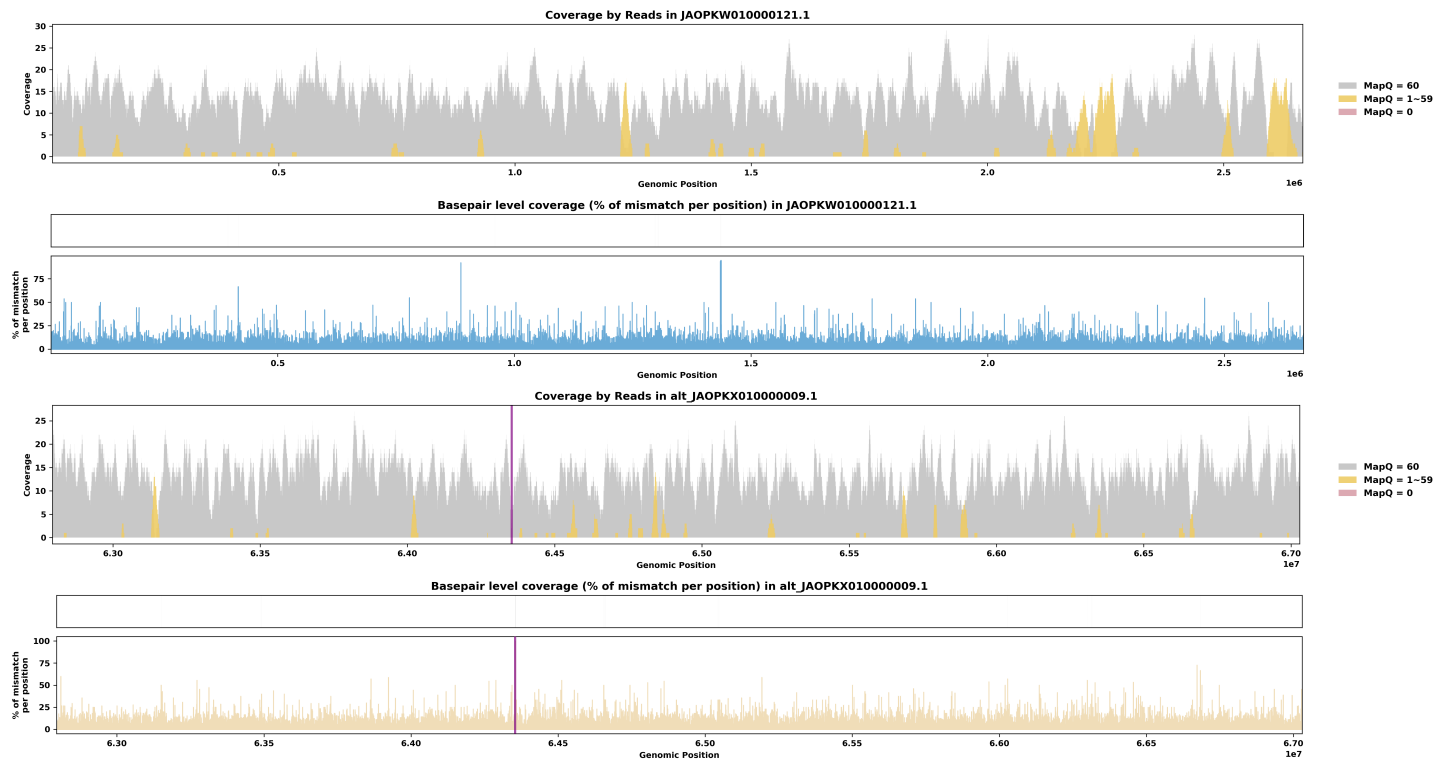 Coverage by Reads in JAOPKW010000121.1
30
25
20
15
10
5
0
Coverage
0.5
1.0
1.5
2.0
2.5
1e6
Genomic Position
MapQ = 60
MapQ = 1~59
MapQ = 0
Basepair level coverage (% of mismatch per position) in JAOPKW010000121.1
75
50
25
0
% of mismatch
per position
0.5
1.0
1.5
2.0
2.5
1e6
Genomic Position
Coverage by Reads in alt_JAOPKX010000009.1
25
20
15
10
5
0
Coverage
6.30
6.35
6.40
6.45
6.50
6.55
6.60
6.65
6.70
1e7
Genomic Position
MapQ = 60
MapQ = 1~59
MapQ = 0
Basepair level coverage (% of mismatch per position) in alt_JAOPKX010000009.1
100
75
50
25
0
% of mismatch
per position
6.30
6.35
6.40
6.45
6.50
6.55
6.60
6.65
6.70
1e7
Genomic Position